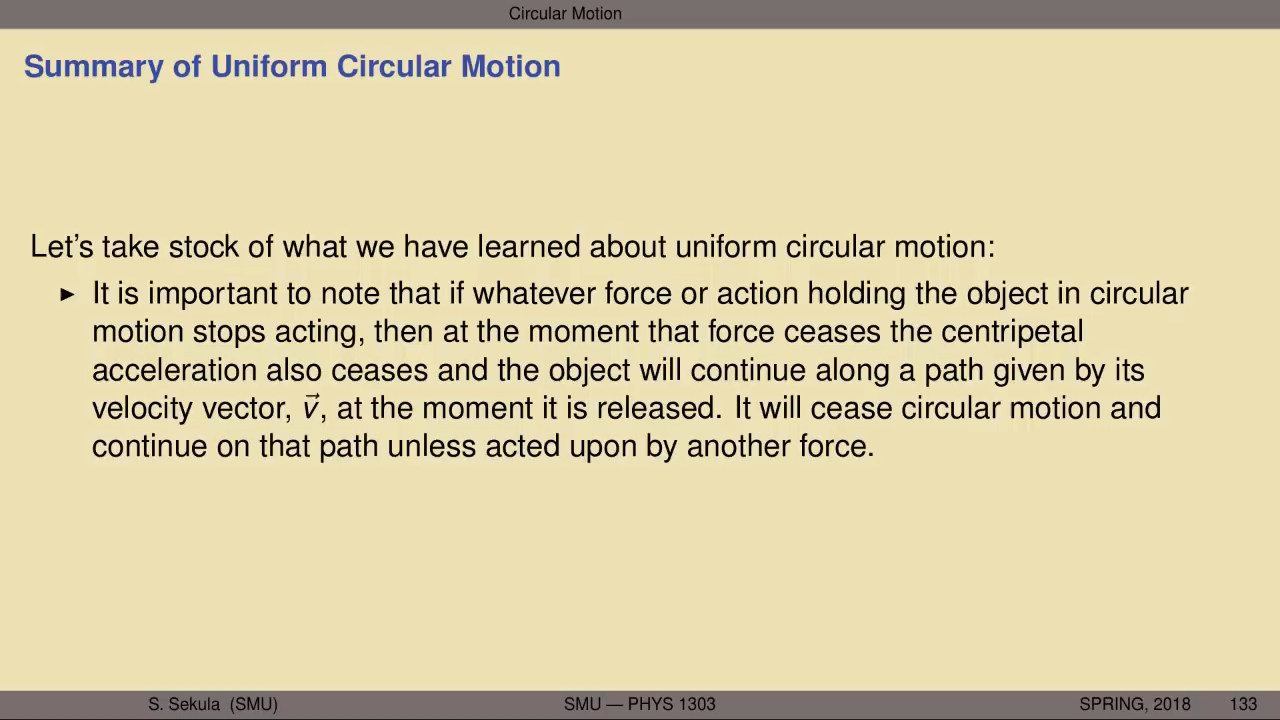 Circular Motion
Summary of Uniform Circular Motion
Let's take stock of what we have learned about uniform circular motion:
▶ It is important to note that if whatever force or action holding the object in circular
motion stops acting, then at the moment that force ceases the centripetal
acceleration also ceases and the object will continue along a path given by its
velocity vector, v⃗, at the moment it is released. It will cease circular motion and
continue on that path unless acted upon by another force.
S. Sekula (SMU) SMU — PHYS 1303 SPRING, 2018 133